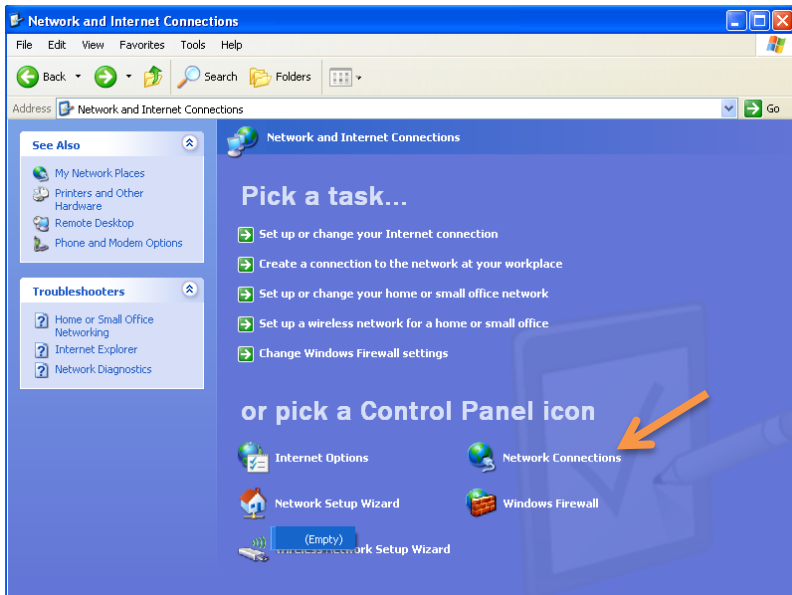 Network and Internet Connections
File Edit View Favorites Tools Help
Back Search Folders
Address Network and Internet Connections Go
See Also
My Network Places
Printers and Other
Hardware
Remote Desktop
Phone and Modem Options
Troubleshooters
Home or Small Office
Networking
Internet Explorer
Network Diagnostics
Network and Internet Connections
Pick a task...
Set up or change your Internet connection
Create a connection to the network at your workplace
Set up or change your home or small office network
Set up a wireless network for a home or small office
Change Windows Firewall settings
or pick a Control Panel icon
Internet Options
Network Connections
Network Setup Wizard
Windows Firewall
(Empty)
Wireless Network Setup Wizard